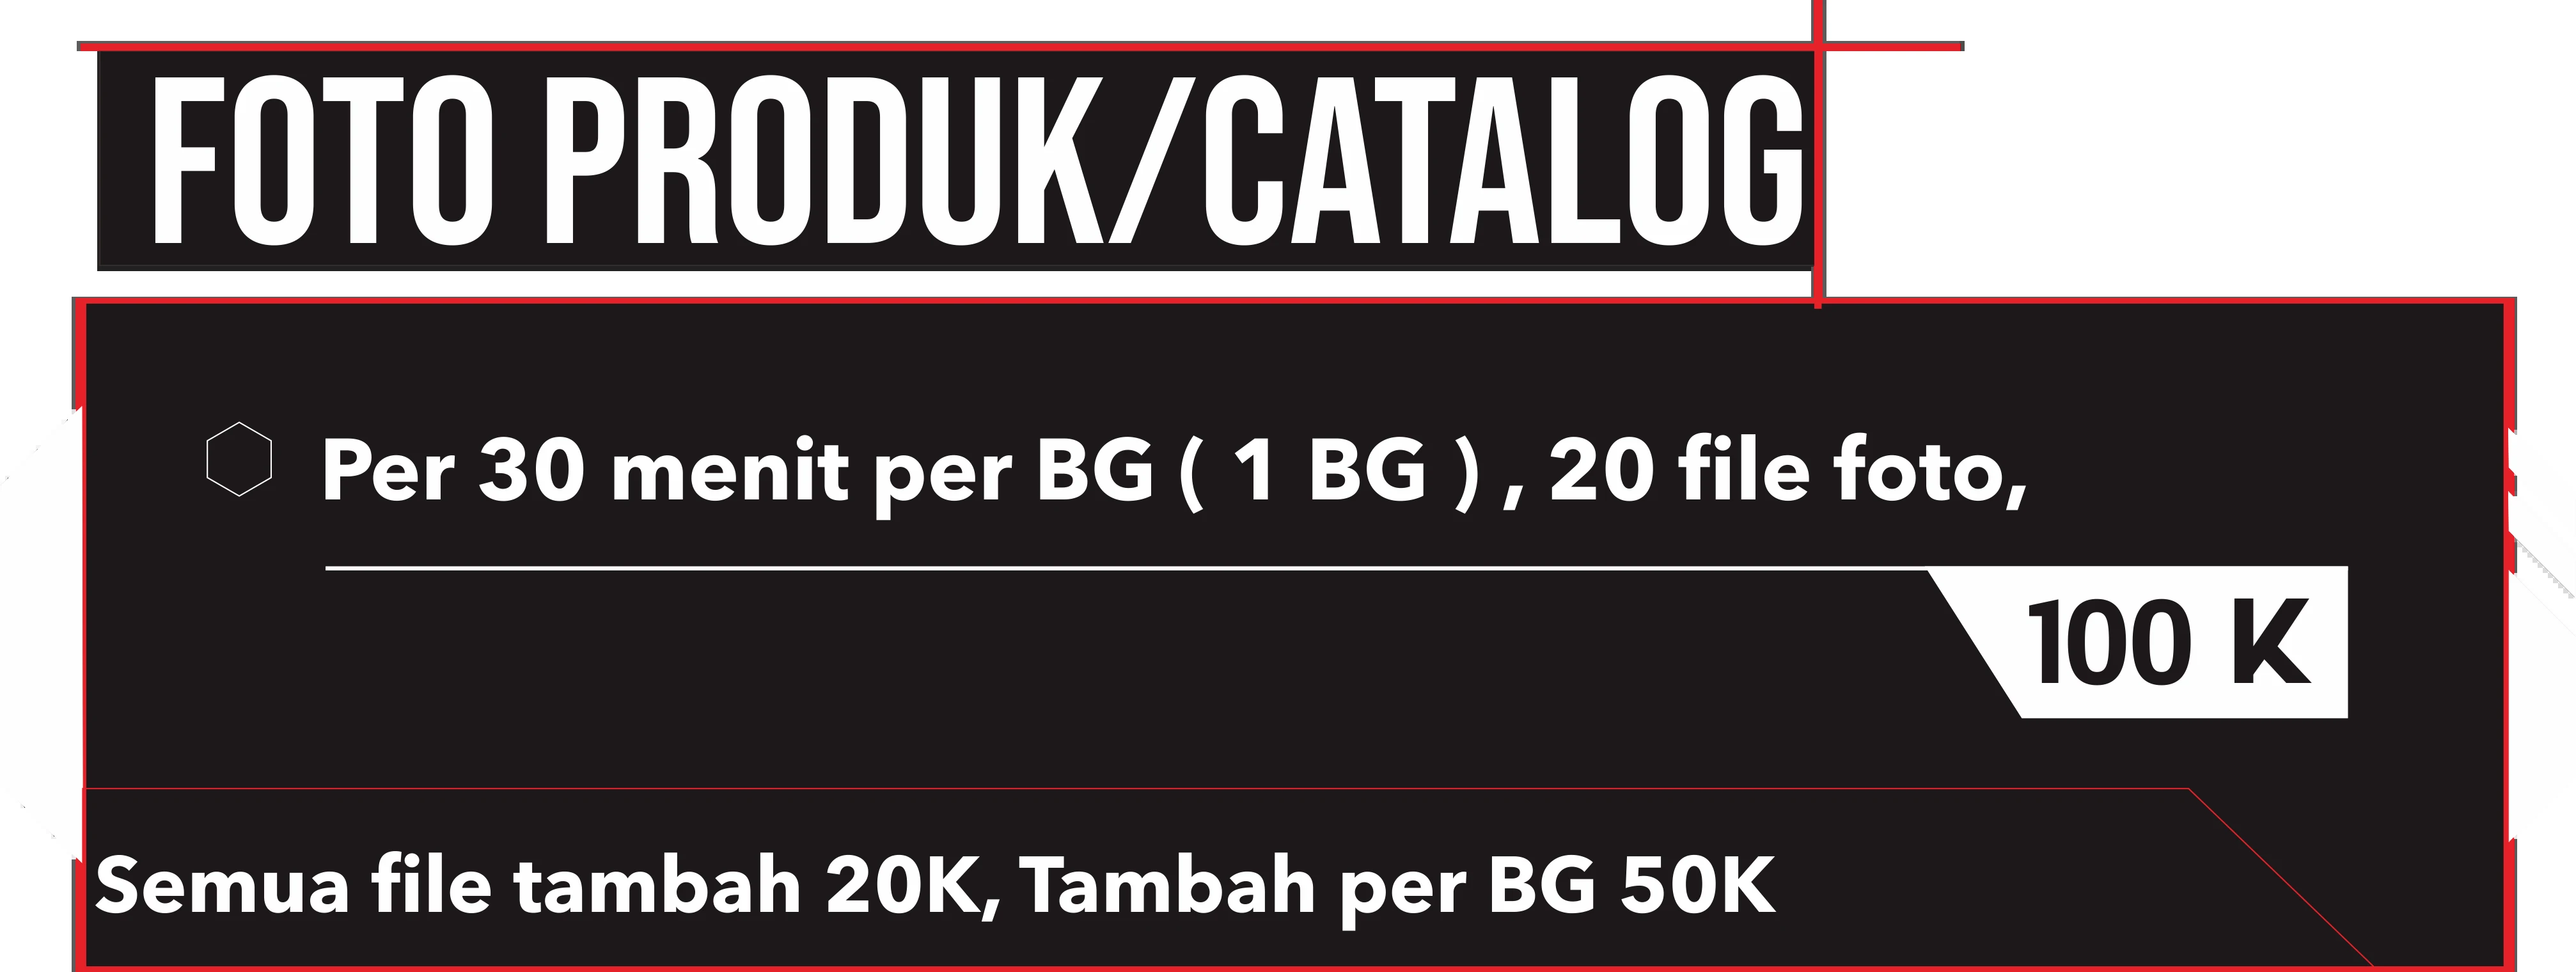 FOTO PRODUK/CATALOG
Per 30 menit per BG ( 1 BG ) , 20 file foto,
100 K
Semua file tambah 20K, Tambah per BG 50K